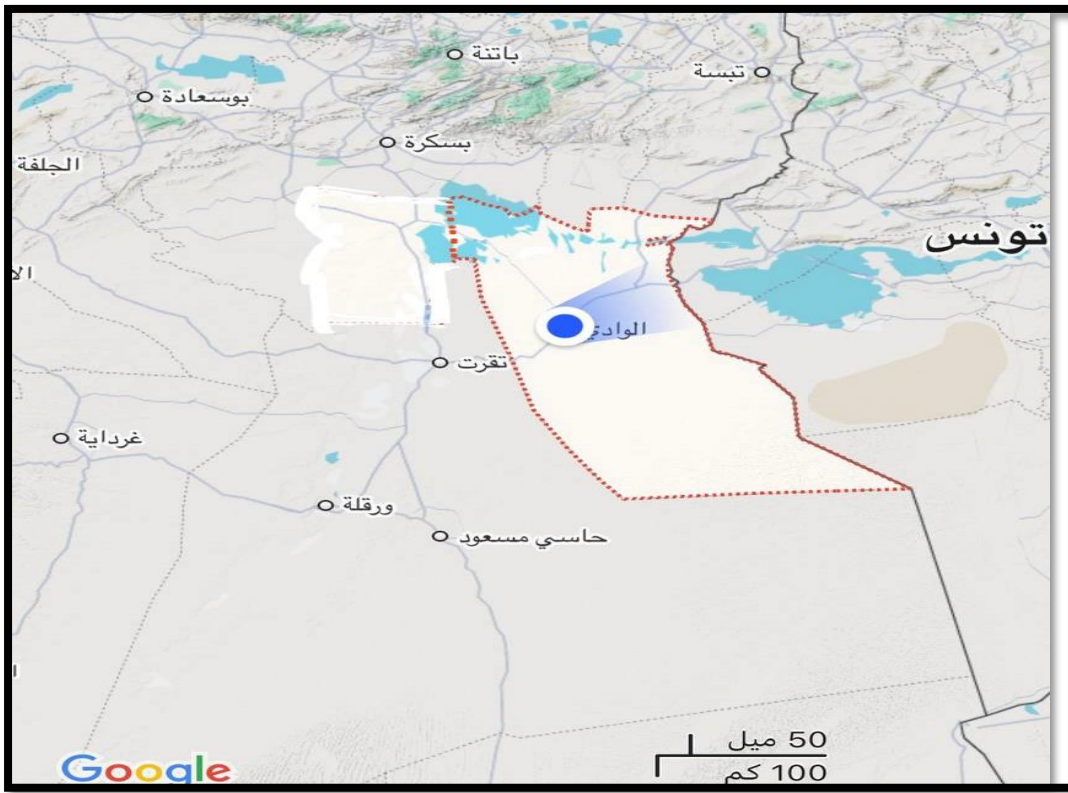 باتنة
تبسة
بوسعادة
بسكرة
الجلفة
تونس
الوادي
تقرت
غرداية
ورقلة
حاسي مسعود
50 ميل
100 كم
Google